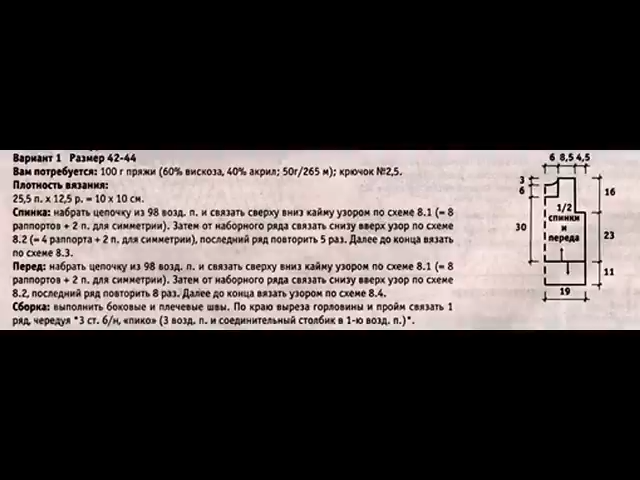 Вариант 1 Размер 42-44
Вам потребуется: 100 г пряжи (60% вискоза, 40% акрил; 50г/265 м); крючок №2,5.
Плотность вязания:
25,5 п. х 12,5 р. = 10 х 10 см.
Спинка: набрать цепочку из 98 возд. п. и связать сверху вниз кайму узором по схеме 8.1 (= 8
раппортов + 2 п. для симметрии). Затем от наборного ряда связать снизу вверх узор по схеме
8.2 (= 4 раппорта + 2 п. для симметрии), последний ряд повторить 5 раз. Далее до конца вязать
по схеме 8.3.
Перед: набрать цепочку из 98 возд. п. и связать сверху вниз кайму узором по схеме 8.1 (= 8
раппортов + 2 п. для симметрии). Затем от наборного ряда связать снизу вверх узор по схеме
8.2, последний ряд повторить 8 раз. Далее до конца вязать узором по схеме 8.4.
Сборка: выполнить боковые и плечевые швы. По краю выреза горловины и пройм связать 1
ряд, чередуя *3 ст. б/н, «пико» (3 возд. п. и соединительный столбик в 1-ю возд. п.)*.
6 8,5 4,5
3
6
16
1/2
спинки
и
переда
30
23
11
19